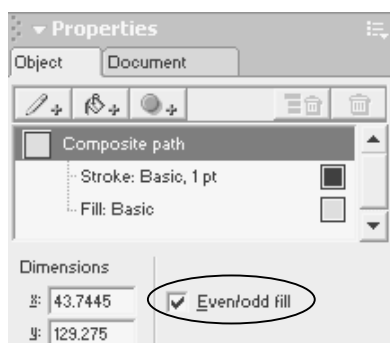 Properties
Object Document
Composite path
Stroke: Basic, 1 pt
Fill: Basic
Dimensions
x: 43.7445 Even/odd fill
y: 129.275